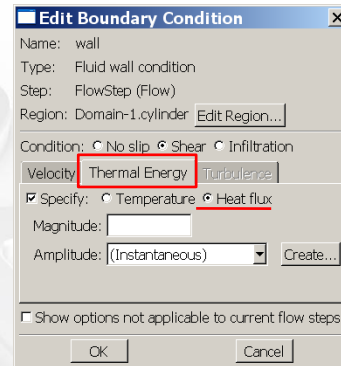 Edit Boundary Condition
Name: wall
Type: Fluid wall condition
Step: FlowStep (Flow)
Region: Domain-1.cylinder Edit Region...
Condition: No slip Shear Infiltration
Velocity Thermal Energy Turbulence
Specify: Temperature Heat flux
Magnitude:
Amplitude: (Instantaneous) Create...
Show options not applicable to current flow steps
OK Cancel